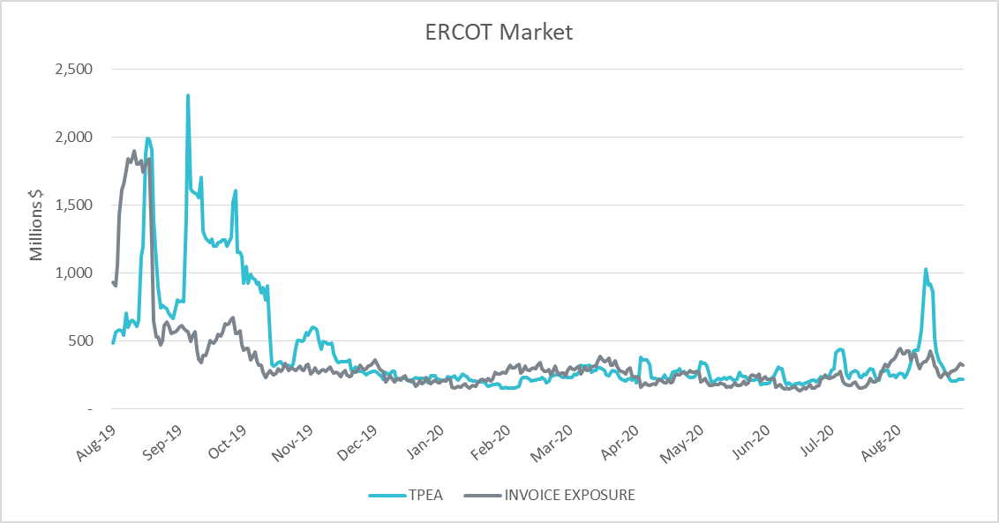 ERCOT Market
Millions $
2,500
2,000
1,500
1,000
500
-
Aug-19 Sep-19 Oct-19 Nov-19 Dec-19 Jan-20 Feb-20 Mar-20 Apr-20 May-20 Jun-20 Jul-20 Aug-20
TPEA INVOICE EXPOSURE